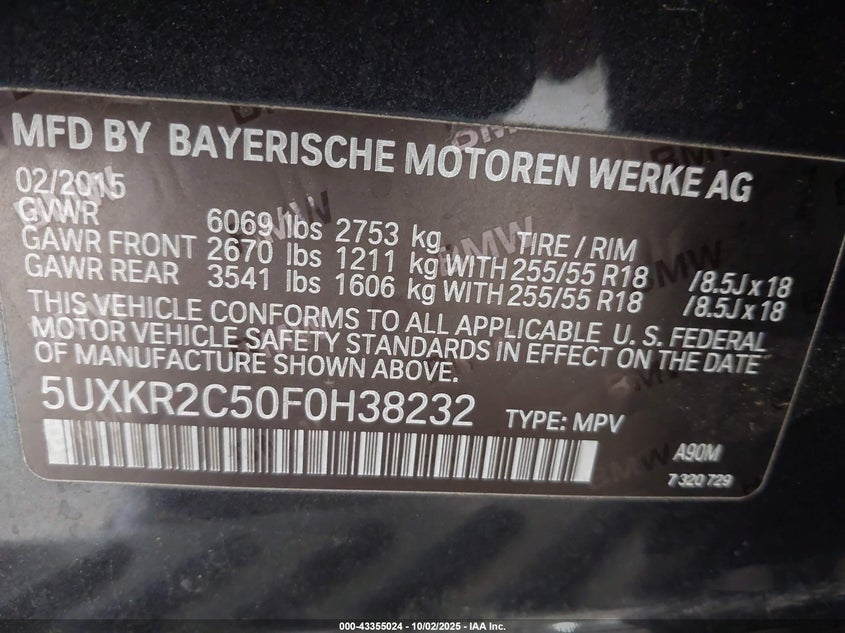 MFD BY BAYERISCHE MOTOREN WERKE AG
02/2015
GVWR 6069 lbs 2753 kg TIRE / RIM
GAWR FRONT 2670 lbs 1211 kg WITH 255/55 R18 /8.5J x 18
GAWR REAR 3541 lbs 1606 kg WITH 255/55 R18 /8.5J x 18
THIS VEHICLE CONFORMS TO ALL APPLICABLE U. S. FEDERAL
MOTOR VEHICLE SAFETY STANDARDS IN EFFECT ON THE DATE
OF MANUFACTURE SHOWN ABOVE.
5UXKR2C50F0H38232 TYPE: MPV
A90M
7 320 729
000-43355024 - 10/02/2025 - IAA Inc.